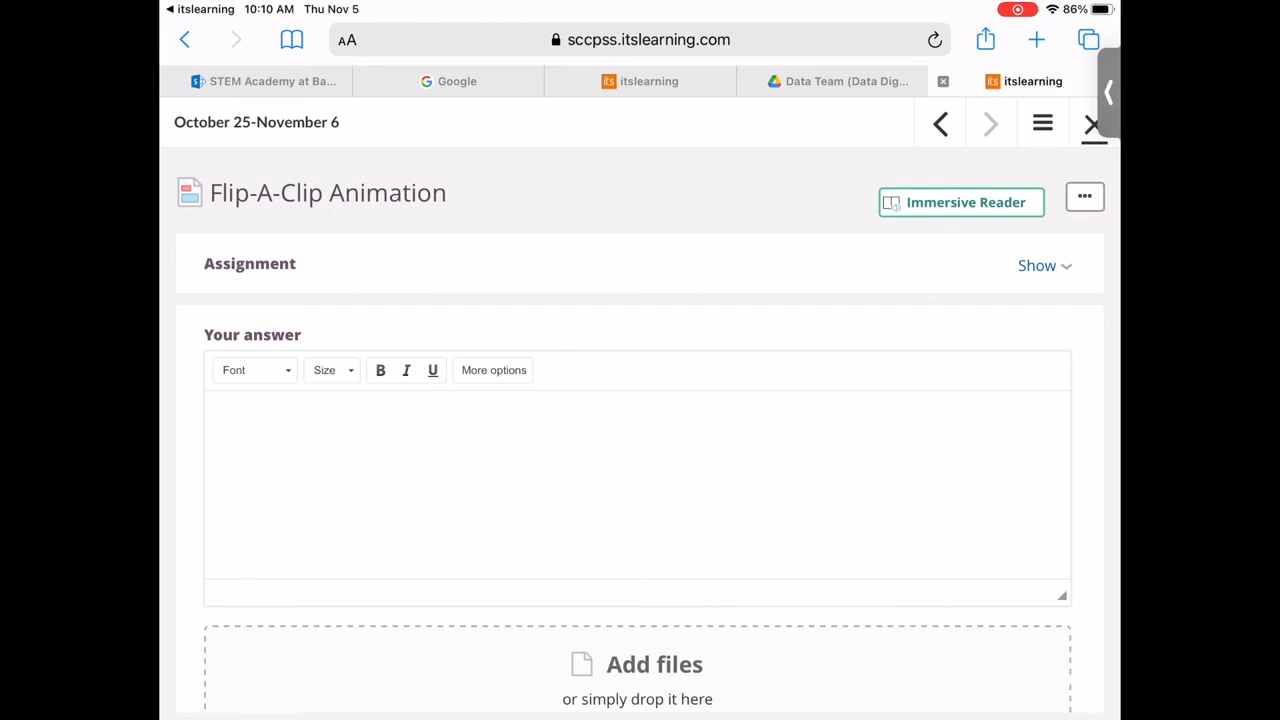 itslearning 10:10 AM Thu Nov 5 86%
AA sccpss.itslearning.com
STEM Academy at Ba... Google its itslearning Data Team (Data Dig... its itslearning
October 25-November 6
Flip-A-Clip Animation
Immersive Reader
Assignment Show
Your answer
Font Size B I U More options
Add files
or simply drop it here